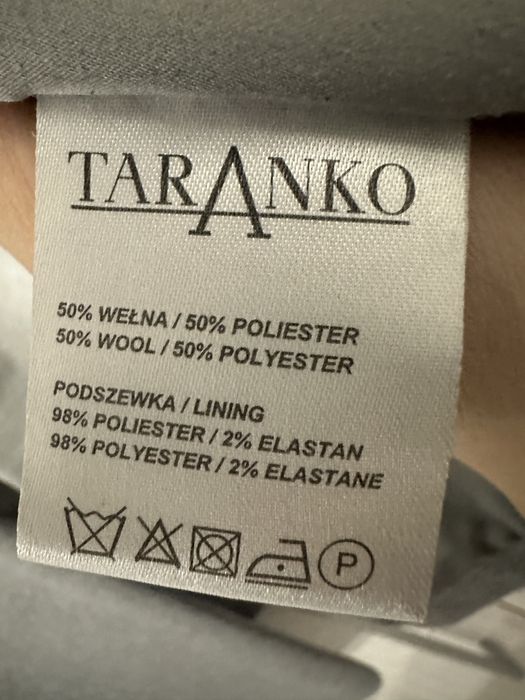 TARANKO
50% WEŁNA / 50% POLIESTER
50% WOOL / 50% POLYESTER
PODSZEWKA / LINING
98% POLIESTER / 2% ELASTAN
98% POLYESTER / 2% ELASTANE
P